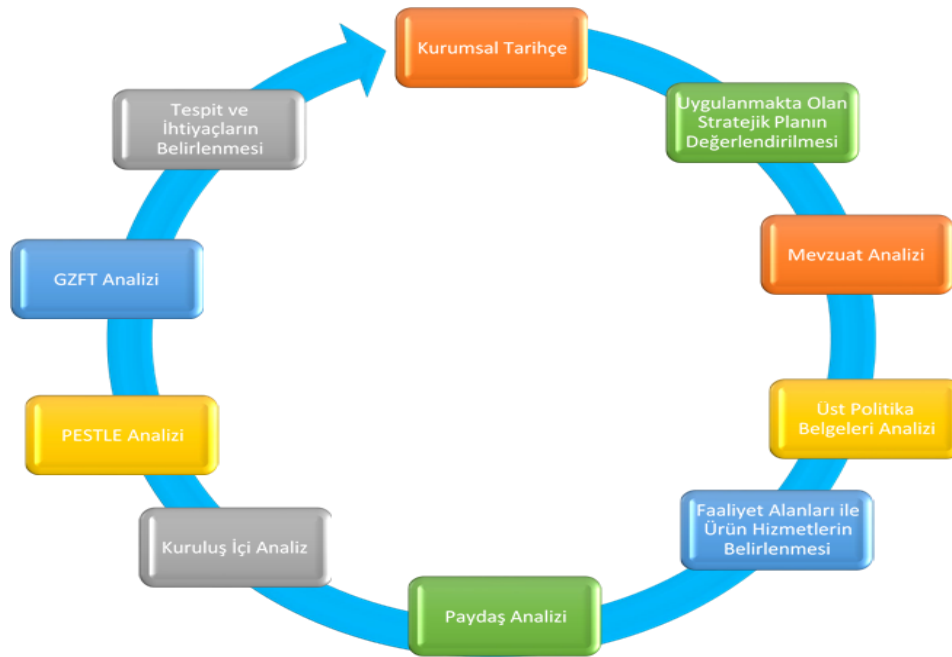 Kurumsal Tarihçe
Uygulanmakta Olan
Stratejik Planın
Değerlendirilmesi
Mevzuat Analizi
Üst Politika
Belgeleri Analizi
Faaliyet Alanları ile
Ürün Hizmetlerin
Belirlenmesi
Paydaş Analizi
Kuruluş İçi Analiz
PESTLE Analizi
GZFT Analizi
Tespit ve
İhtiyaçların
Belirlenmesi